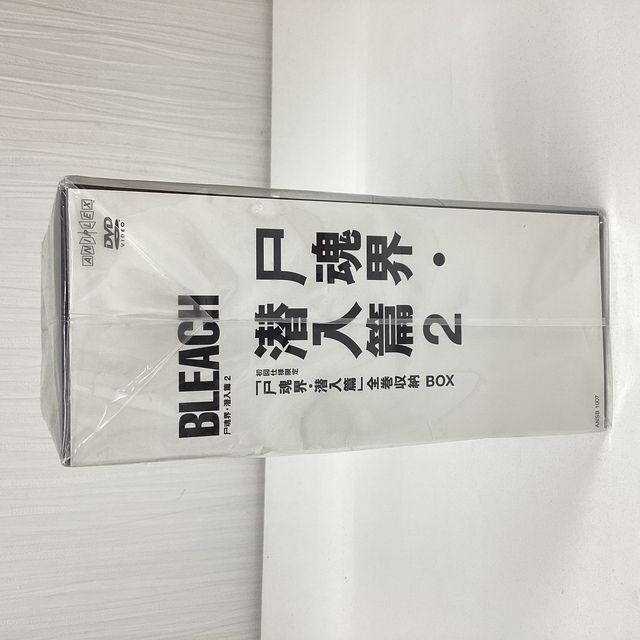 ANIPLEX
DVD
VIDEO
BLEACH
尸魂界・潜入篇 2
尸魂界・
潜入篇 2
初回仕様限定
「尸魂界・潜入篇」全巻収納 BOX
ANSB 1007